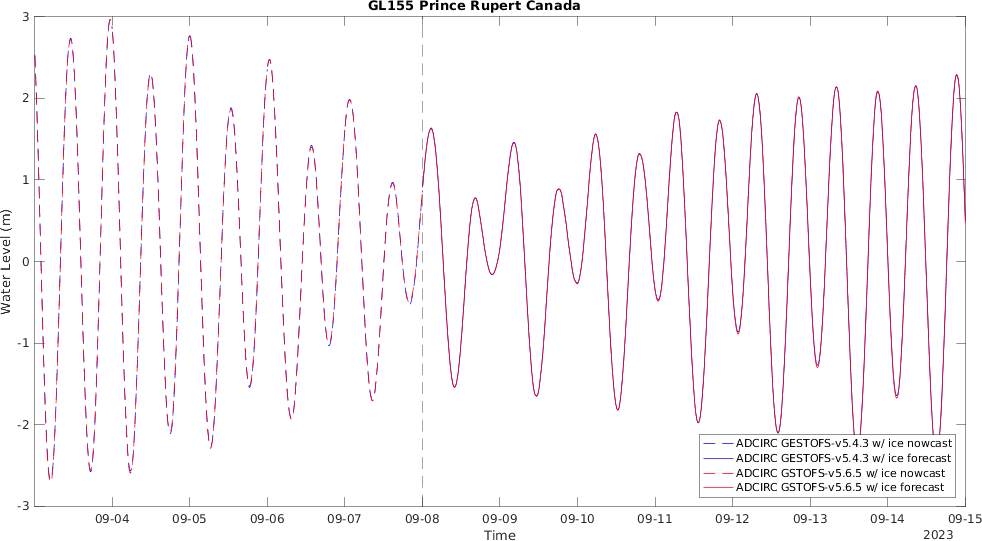 GL155 Prince Rupert Canada
3
2
1
0
-1
-2
-3
Water Level (m)
ADCIRC GESTOFS-v5.4.3 w/ ice nowcast
ADCIRC GESTOFS-v5.4.3 w/ ice forecast
ADCIRC GSTOFS-v5.6.5 w/ ice nowcast
ADCIRC GSTOFS-v5.6.5 w/ ice forecast
09-04 09-05 09-06 09-07 09-08 09-09 09-10 09-11 09-12 09-13 09-14 09-15
Time
2023